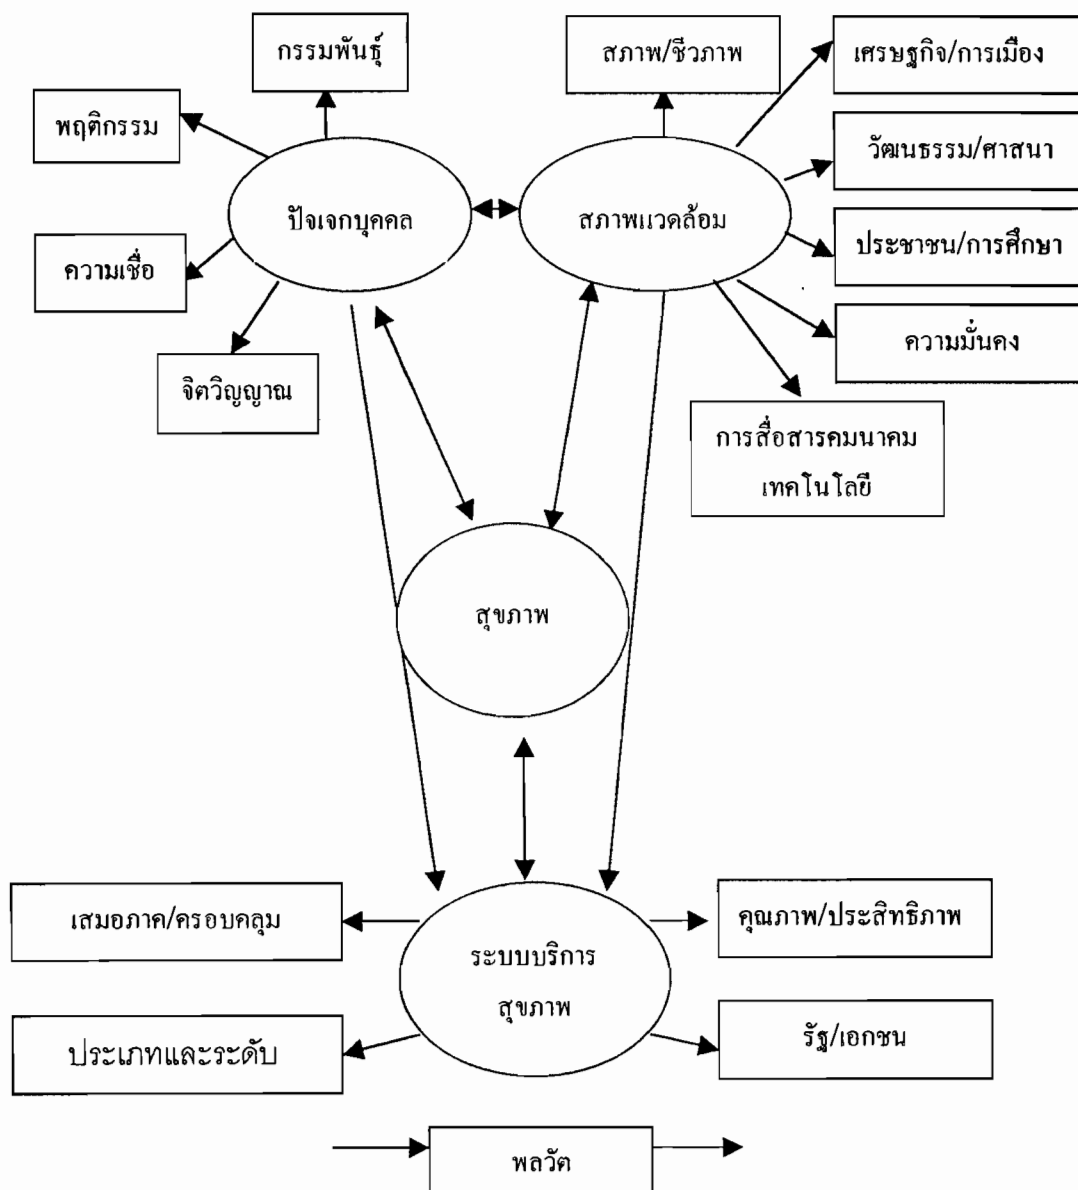 กรรมพันธุ์
สภาพ/ชีวภาพ
เศรษฐกิจ/การเมือง
พฤติกรรม
วัฒนธรรม/ศาสนา
ปัจเจกบุคคล
สภาพแวดล้อม
ประชาชน/การศึกษา
ความเชื่อ
ความมั่นคง
จิตวิญญาณ
การสื่อสารคมนาคม
เทคโนโลยี
สุขภาพ
เสมอภาค/ครอบคลุม
คุณภาพ/ประสิทธิภาพ
ระบบบริการ
สุขภาพ
ประเภทและระดับ
รัฐ/เอกชน
พลวัต